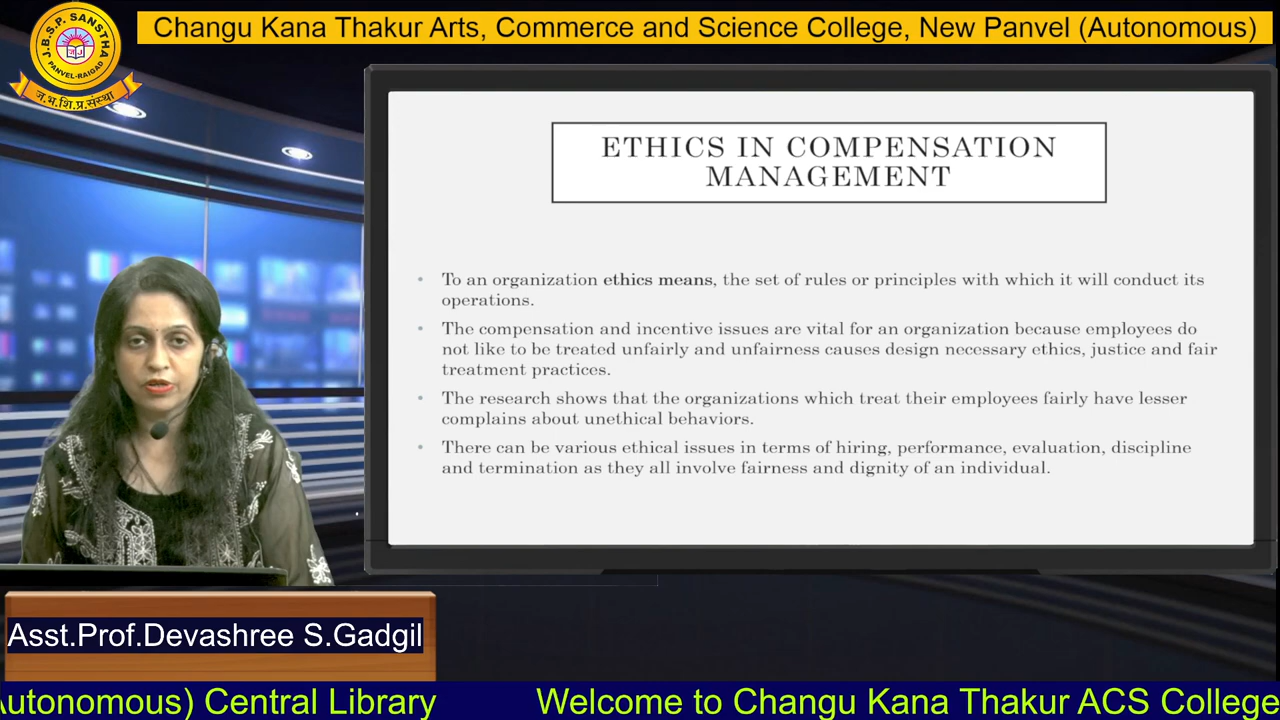 J.B.S.P. SANSTHA
PANVEL-RAIGAD
ज.भ.शि.प्र.संस्था
Changu Kana Thakur Arts, Commerce and Science College, New Panvel (Autonomous)
ETHICS IN COMPENSATION
MANAGEMENT
• To an organization ethics means, the set of rules or principles with which it will conduct its
operations.
• The compensation and incentive issues are vital for an organization because employees do
not like to be treated unfairly and unfairness causes design necessary ethics, justice and fair
treatment practices.
• The research shows that the organizations which treat their employees fairly have lesser
complains about unethical behaviors.
• There can be various ethical issues in terms of hiring, performance, evaluation, discipline
and termination as they all involve fairness and dignity of an individual.
Asst.Prof.Devashree S.Gadgil
utonomous) Central Library Welcome to Changu Kana Thakur ACS College